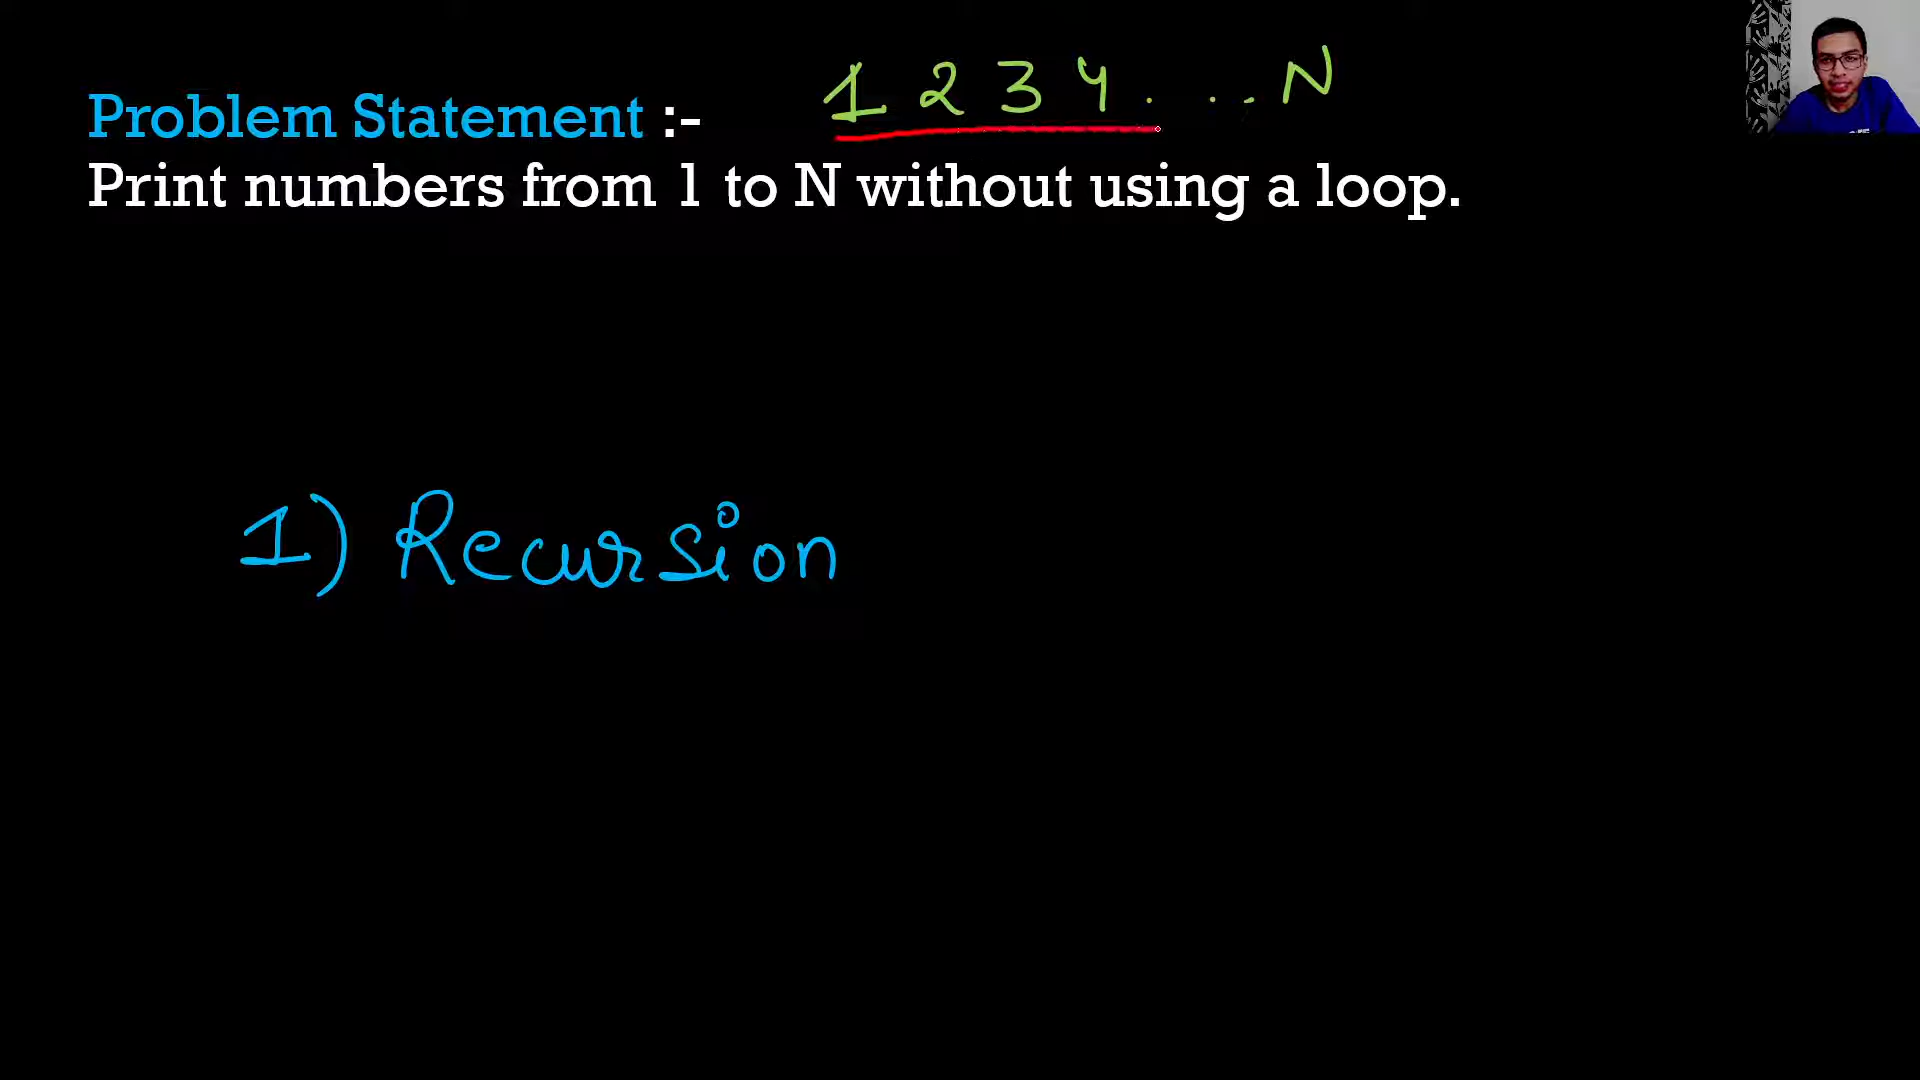 1 2 3 4 . . .. N
Problem Statement :-
Print numbers from 1 to N without using a loop.
1) Recursion